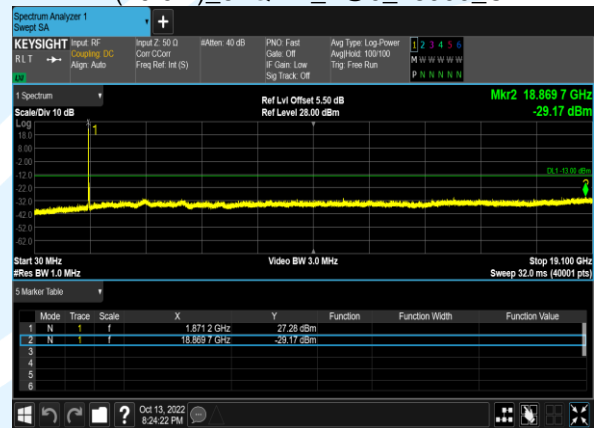 Spectrum Analyzer 1
Swept SA
+
KEYSIGHT Input: RF Input Z: 50 Ω #Atten: 40 dB PNO: Fast Avg Type: Log-Power 1 2 3 4 5 6
RLT Coupling: DC Corr CCorr Gate: Off Avg|Hold: 100/100 M W W W W W
Align: Auto Freq Ref: Int (S) IF Gain: Low Trig: Free Run
Sig Track: Off P N N N N N
1 Spectrum Ref Lvl Offset 5.50 dB Mkr2 18.869 7 GHz
Scale/Div 10 dB Ref Level 28.00 dBm -29.17 dBm
Log
1
18.0
8.00
-2.00
-12.0 DL1 -13.00 dBm
-22.0
2
-32.0
-42.0
-52.0
-62.0
Start 30 MHz Video BW 3.0 MHz Stop 19.100 GHz
#Res BW 1.0 MHz Sweep 32.0 ms (40001 pts)
5 Marker Table
Mode Trace Scale X Y Function Function Width Function Value
1 N 1 f 1.871 2 GHz 27.28 dBm
2 N 1 f 18.869 7 GHz -29.17 dBm
3
4
5
6
? Oct 13, 2022
8:24:22 PM